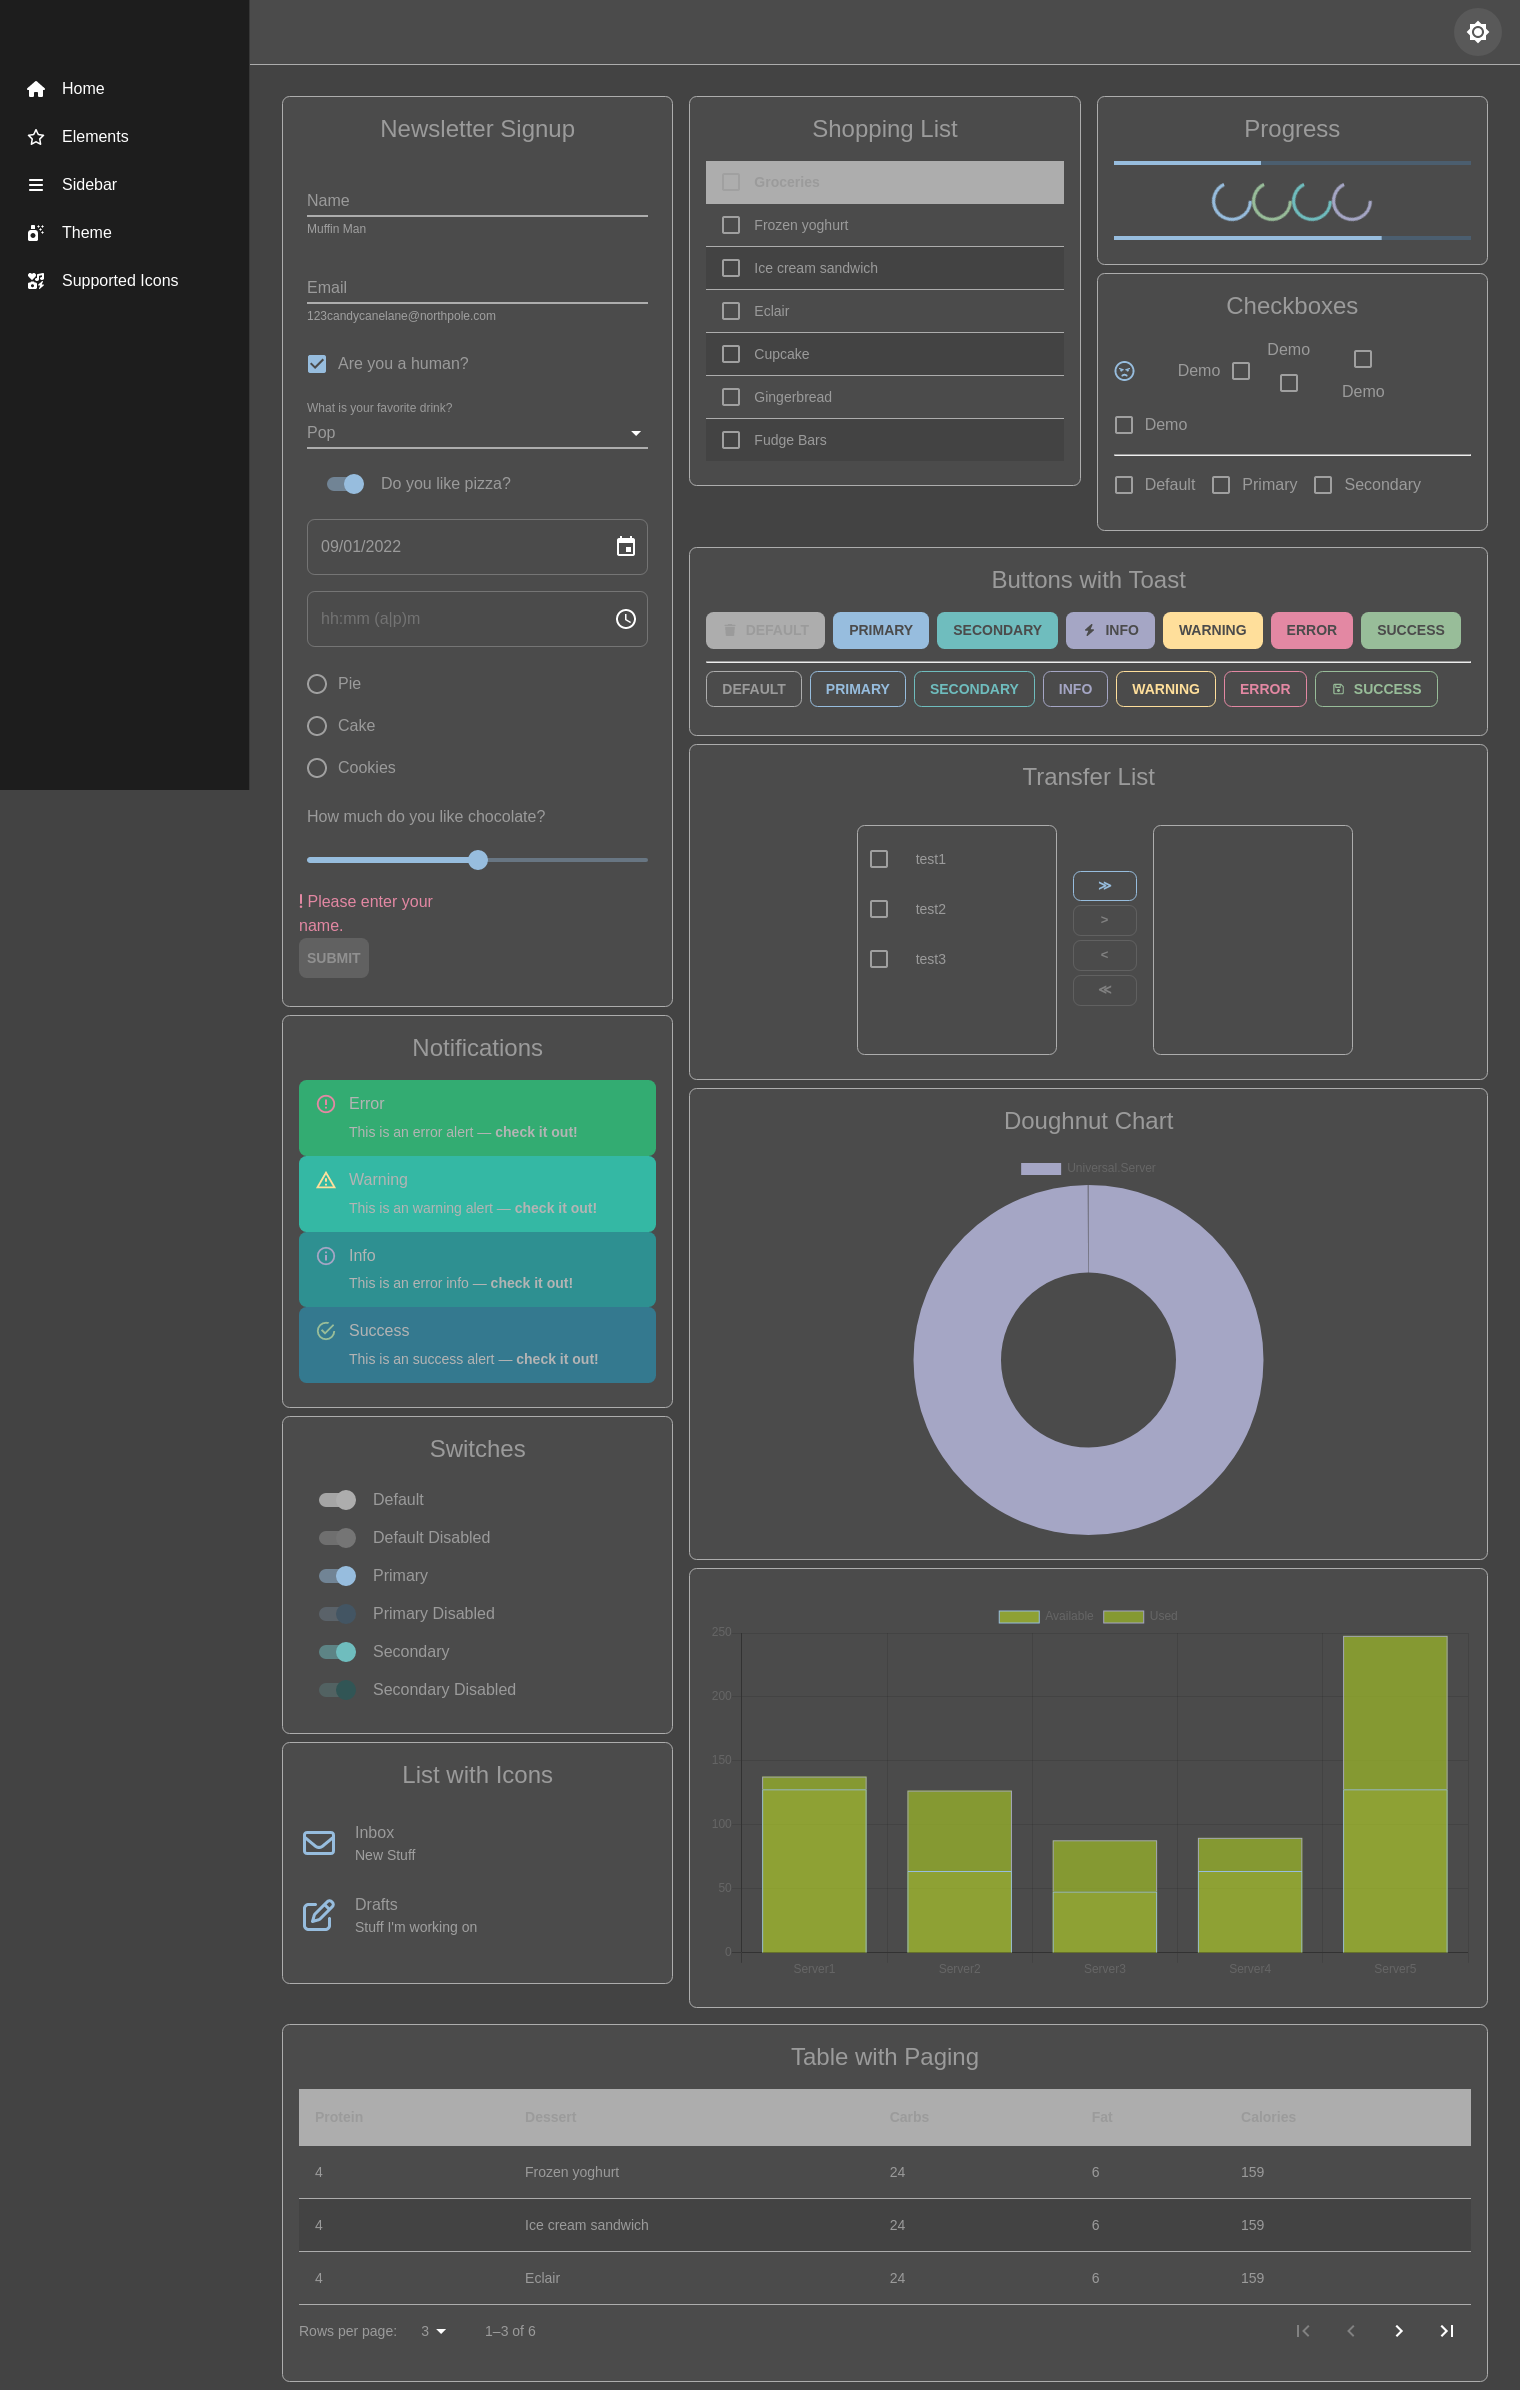 Home
Elements
Sidebar
Theme
Supported Icons
Newsletter Signup
Name
Muffin Man
Email
123candycanelane@northpole.com
Are you a human?
What is your favorite drink?
Pop
Do you like pizza?
09/01/2022
hh:mm (a|p)m
Pie
Cake
Cookies
How much do you like chocolate?
! Please enter your
name.
SUBMIT
Notifications
Error
This is an error alert — check it out!
Warning
This is an warning alert — check it out!
Info
This is an error info — check it out!
Success
This is an success alert — check it out!
Switches
Default
Default Disabled
Primary
Primary Disabled
Secondary
Secondary Disabled
List with Icons
Inbox
New Stuff
Drafts
Stuff I'm working on
Shopping List
Groceries
Frozen yoghurt
Ice cream sandwich
Eclair
Cupcake
Gingerbread
Fudge Bars
Progress
Checkboxes
Demo
Demo
Demo
Demo
Default Primary Secondary
Buttons with Toast
DEFAULT PRIMARY SECONDARY INFO WARNING ERROR SUCCESS
DEFAULT PRIMARY SECONDARY INFO WARNING ERROR SUCCESS
Transfer List
test1
test2
test3
≫
>
<
≪
Doughnut Chart
Universal.Server
Available Used
250
200
150
100
50
0
Server1 Server2 Server3 Server4 Server5
Table with Paging
Protein Dessert Carbs Fat Calories
4 Frozen yoghurt 24 6 159
4 Ice cream sandwich 24 6 159
4 Eclair 24 6 159
Rows per page: 3 1–3 of 6